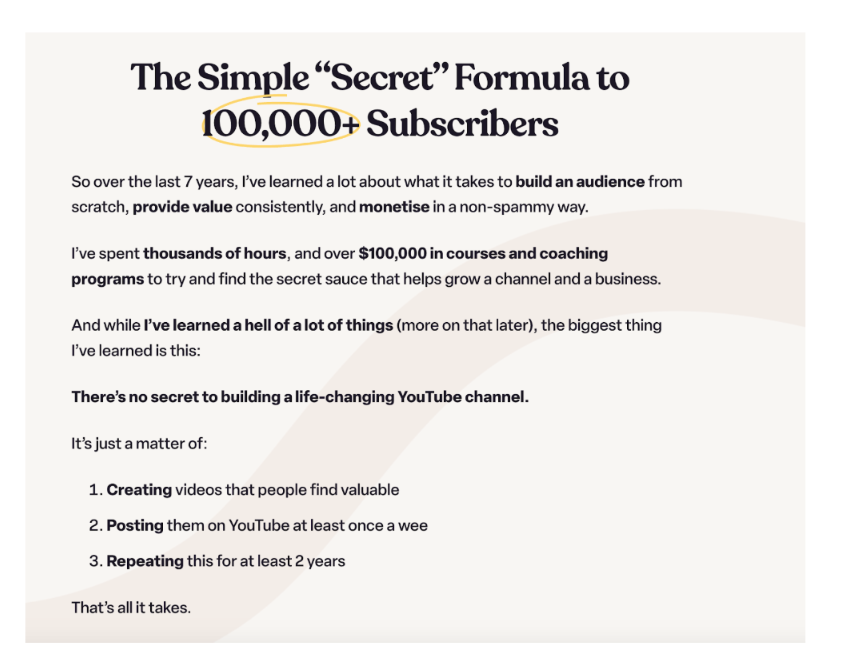 The Simple “Secret” Formula to
100,000+ Subscribers
So over the last 7 years, I’ve learned a lot about what it takes to build an audience from
scratch, provide value consistently, and monetise in a non-spammy way.
I’ve spent thousands of hours, and over $100,000 in courses and coaching
programs to try and find the secret sauce that helps grow a channel and a business.
And while I’ve learned a hell of a lot of things (more on that later), the biggest thing
I’ve learned is this:
There’s no secret to building a life-changing YouTube channel.
It’s just a matter of:
1. Creating videos that people find valuable
2. Posting them on YouTube at least once a wee
3. Repeating this for at least 2 years
That’s all it takes.